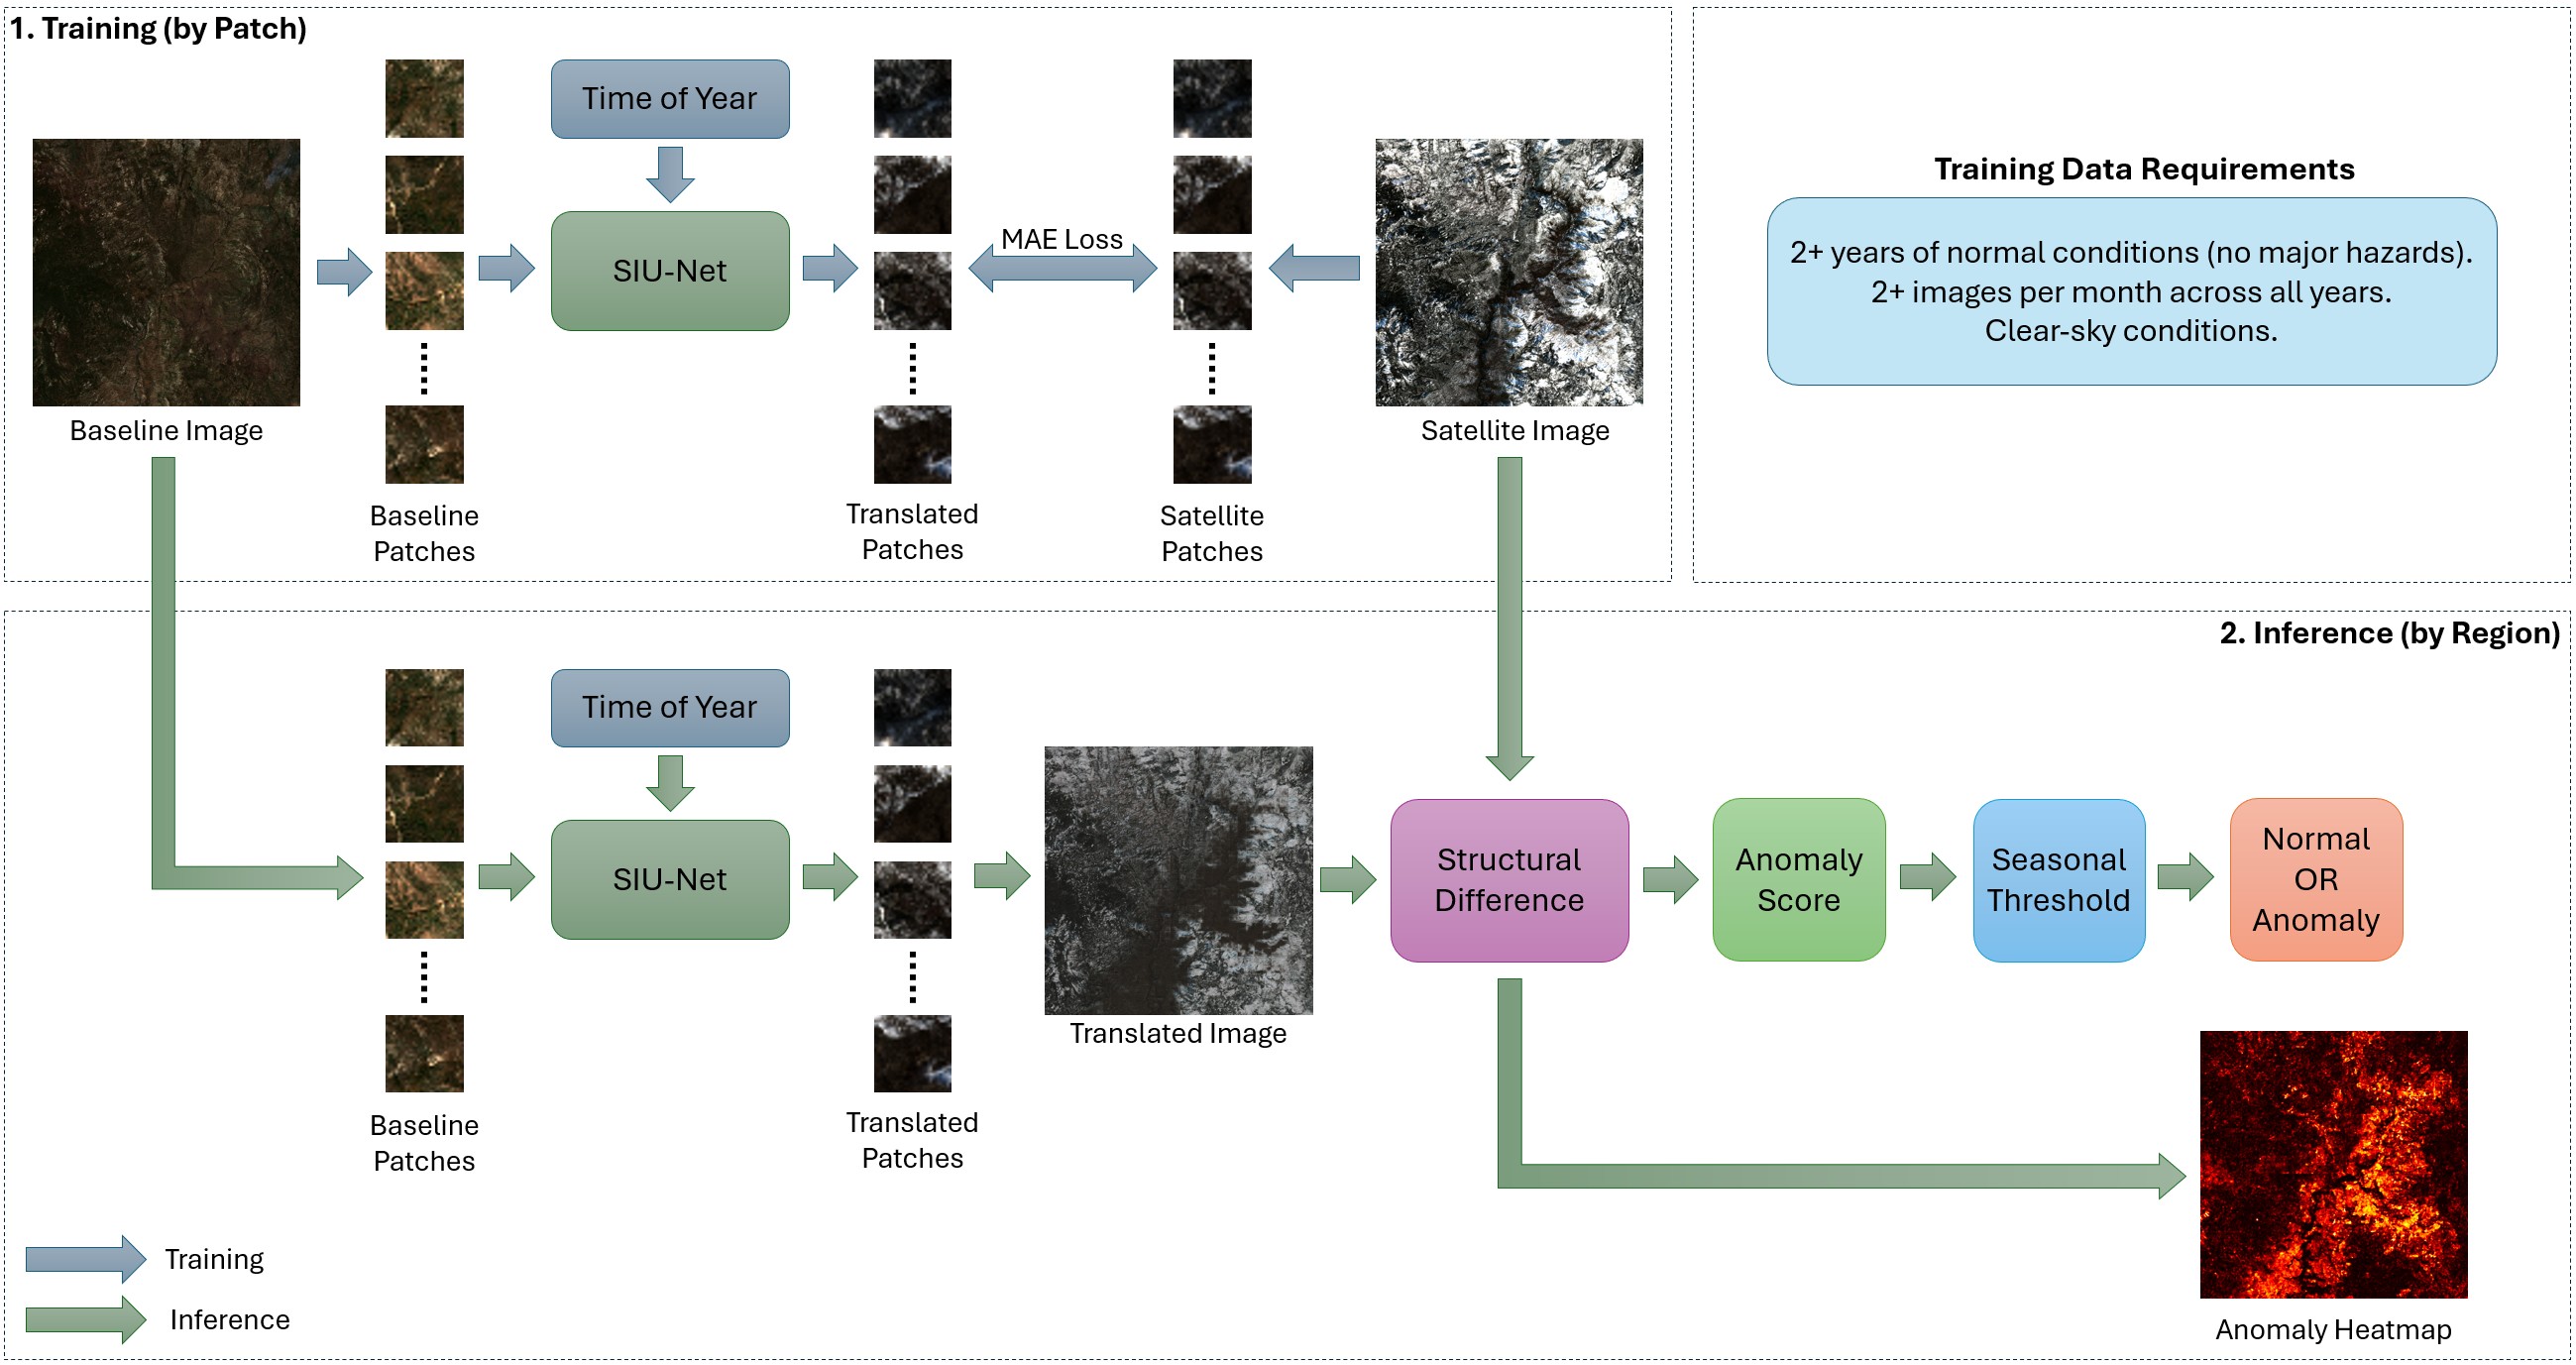 1. Training (by Patch)
Time of Year
SIU-Net
MAE Loss
Baseline Image
Satellite Image
Baseline
Patches
Translated
Patches
Satellite
Patches
Training Data Requirements
2+ years of normal conditions (no major hazards).
2+ images per month across all years.
Clear-sky conditions.
2. Inference (by Region)
Time of Year
SIU-Net
Baseline
Patches
Translated
Patches
Translated Image
Structural
Difference
Anomaly
Score
Seasonal
Threshold
Normal
OR
Anomaly
Anomaly Heatmap
Training
Inference